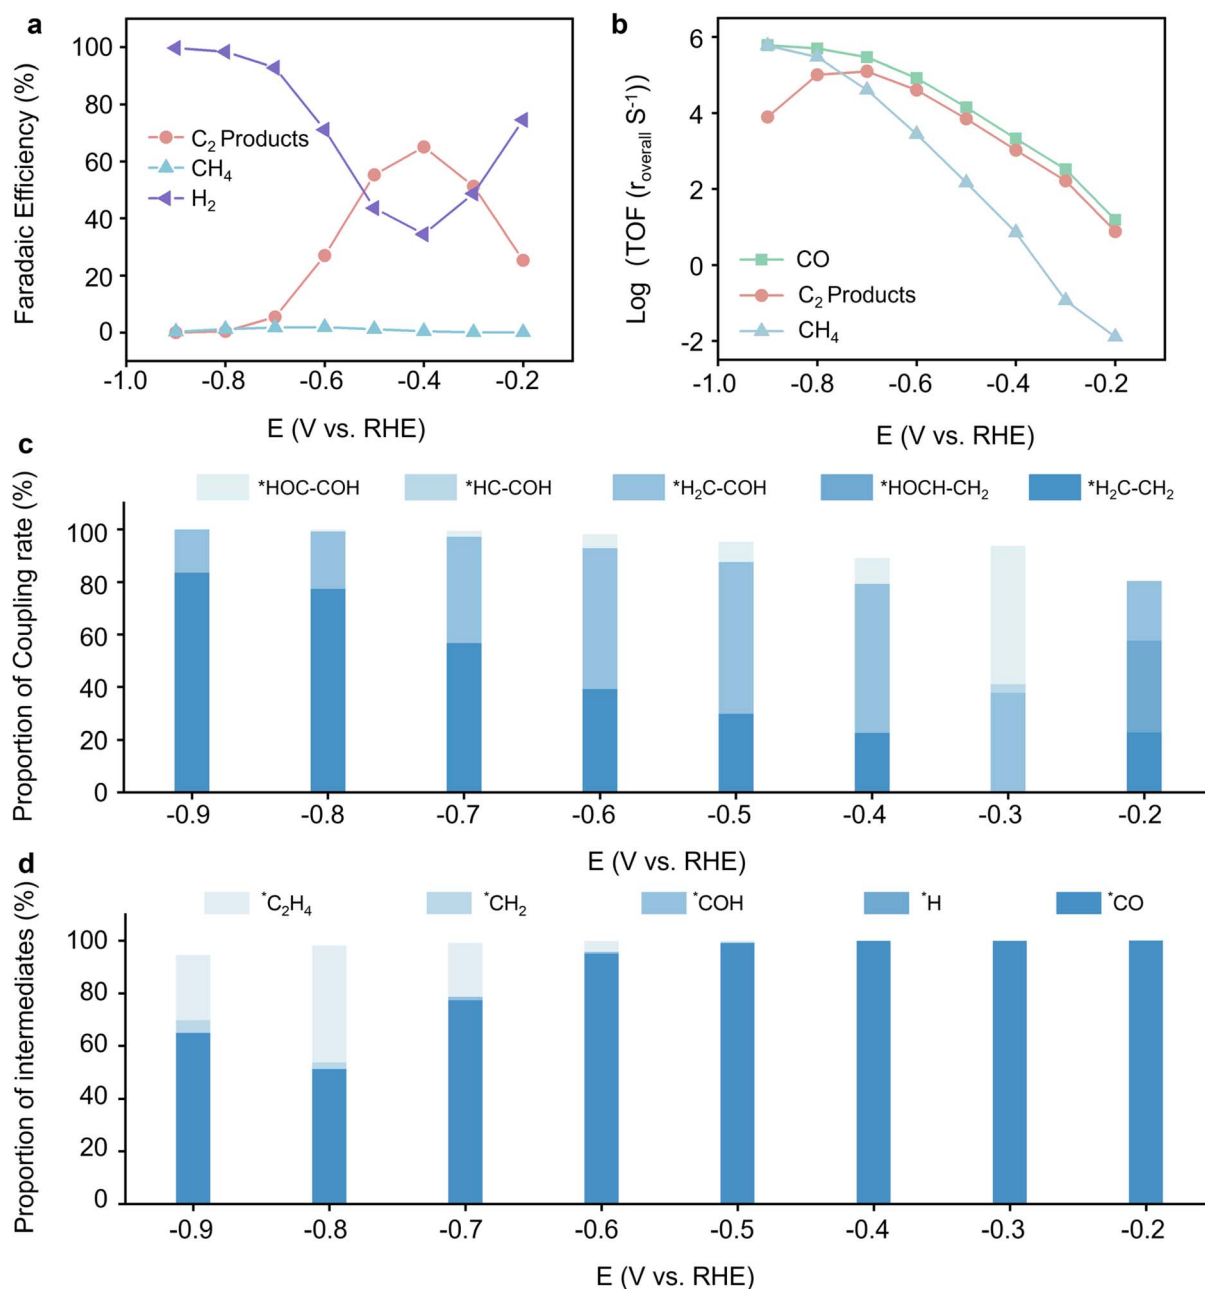 a
Faradaic Efficiency (%)
100
80
60
40
20
0
C₂ Products
CH₄
H₂
-1.0 -0.8 -0.6 -0.4 -0.2
E (V vs. RHE)
b
Log (TOF (r_overall S⁻¹))
6
4
2
0
-2
CO
C₂ Products
CH₄
-1.0 -0.8 -0.6 -0.4 -0.2
E (V vs. RHE)
c
*HOC-COH *HC-COH *H₂C-COH *HOCH-CH₂ *H₂C-CH₂
Proportion of Coupling rate (%)
100
80
60
40
20
0
-0.9 -0.8 -0.7 -0.6 -0.5 -0.4 -0.3 -0.2
E (V vs. RHE)
d
*C₂H₄ *CH₂ *COH *H *CO
Proportion of intermediates (%)
100
80
60
40
20
0
-0.9 -0.8 -0.7 -0.6 -0.5 -0.4 -0.3 -0.2
E (V vs. RHE)